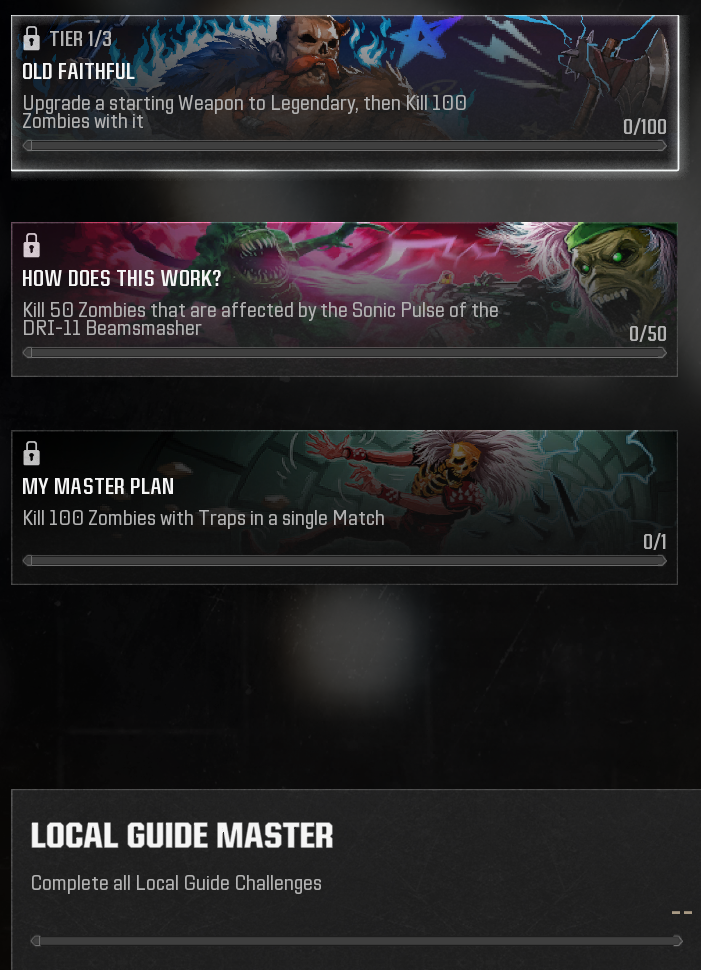 TIER 1/3
OLD FAITHFUL
Upgrade a starting Weapon to Legendary, then Kill 100
Zombies with it
0/100
HOW DOES THIS WORK?
Kill 50 Zombies that are affected by the Sonic Pulse of the
DRI-11 Beamsmasher
0/50
MY MASTER PLAN
Kill 100 Zombies with Traps in a single Match
0/1
LOCAL GUIDE MASTER
Complete all Local Guide Challenges
--